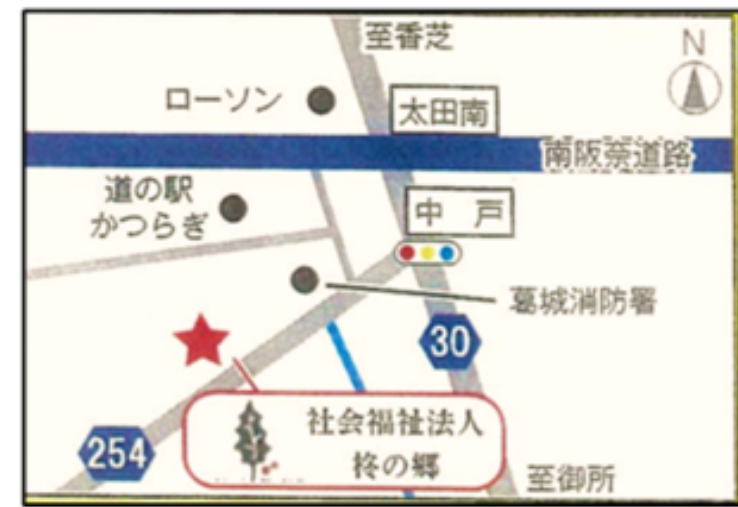 至香芝
N
ローソン
太田南
南阪奈道路
道の駅
かつらぎ
中戸
葛城消防署
30
社会福祉法人
柊の郷
254
至御所